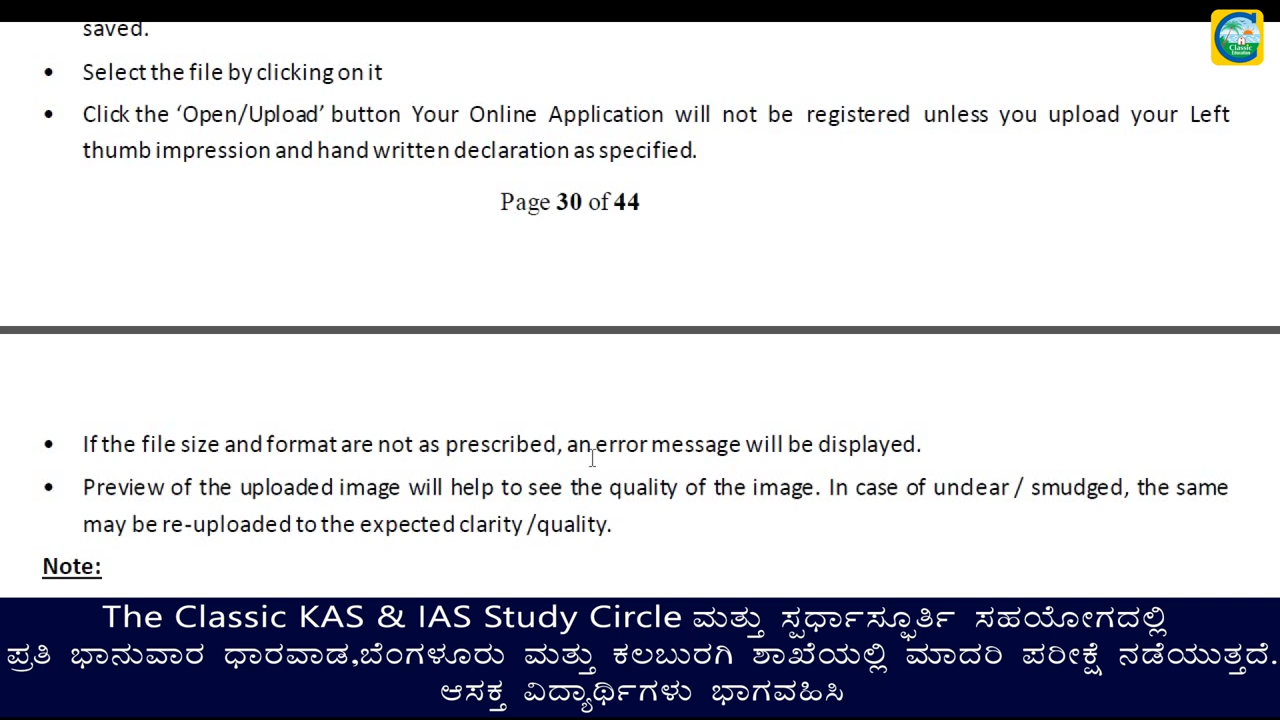 saved.
Classic
Education
• Select the file by clicking on it
• Click the ‘Open/Upload’ button Your Online Application will not be registered unless you upload your Left
thumb impression and hand written declaration as specified.
Page 30 of 44
• If the file size and format are not as prescribed, an error message will be displayed.
• Preview of the uploaded image will help to see the quality of the image. In case of unclear / smudged, the same
may be re-uploaded to the expected clarity /quality.
Note:
The Classic KAS & IAS Study Circle ಮತ್ತು ಸ್ಪರ್ಧಾಸ್ಫೂರ್ತಿ ಸಹಯೋಗದಲ್ಲಿ
ಪ್ರತಿ ಭಾನುವಾರ ಧಾರವಾಡ,ಬೆಂಗಳೂರು ಮತ್ತು ಕಲಬುರಗಿ ಶಾಖೆಯಲ್ಲಿ ಮಾದರಿ ಪರೀಕ್ಷೆ ನಡೆಯುತ್ತದೆ.
ಆಸಕ್ತ ವಿದ್ಯಾರ್ಥಿಗಳು ಭಾಗವಹಿಸಿ